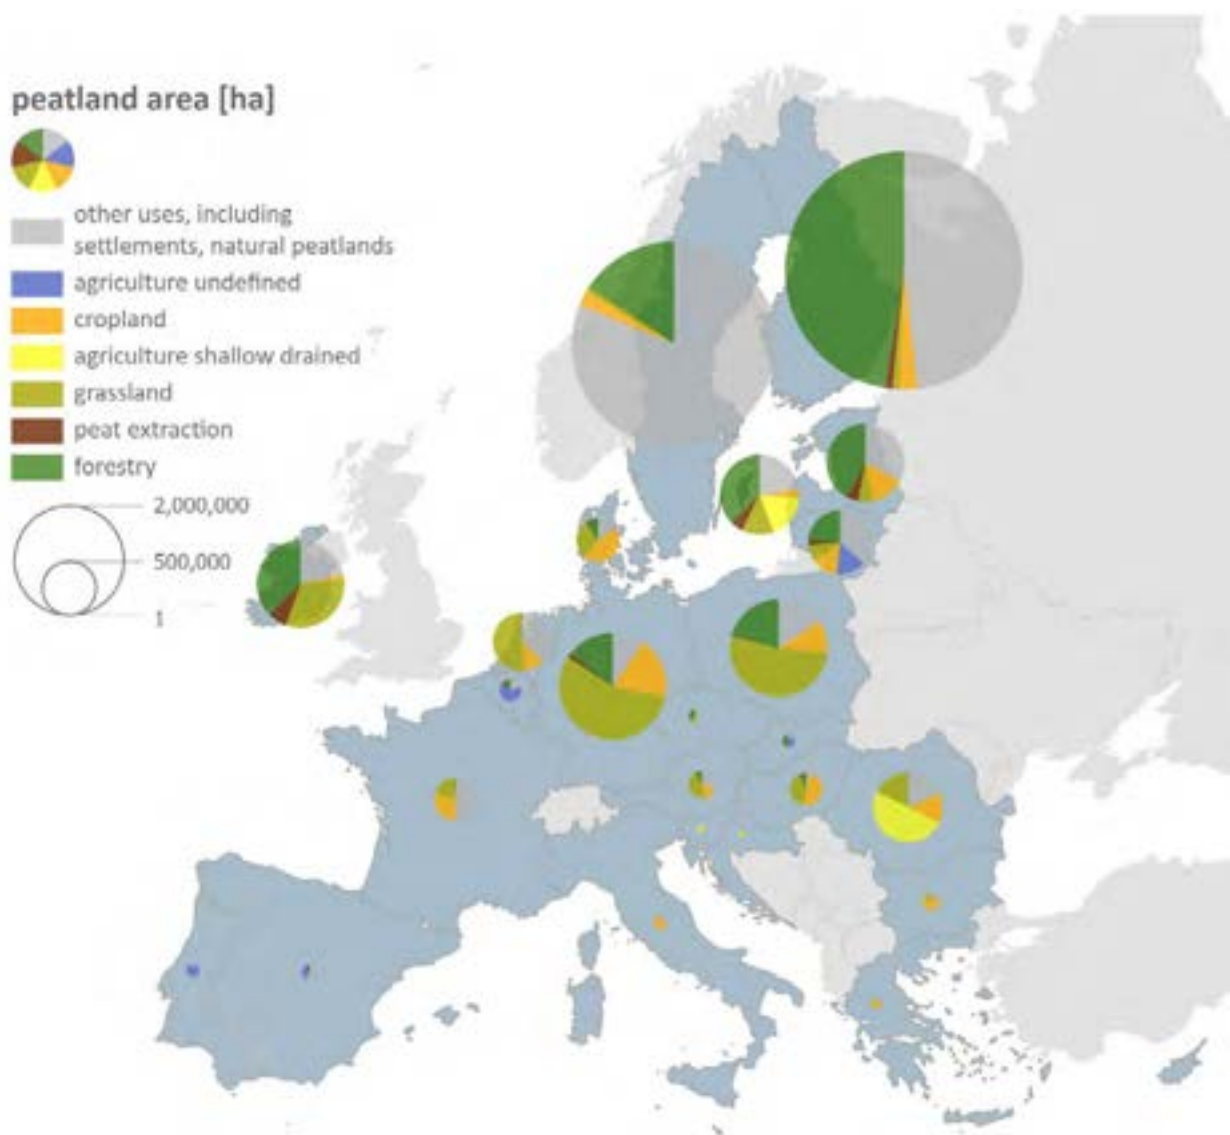 peatland area [ha]
other uses, including
settlements, natural peatlands
agriculture undefined
cropland
agriculture shallow drained
grassland
peat extraction
forestry
2,000,000
500,000
1